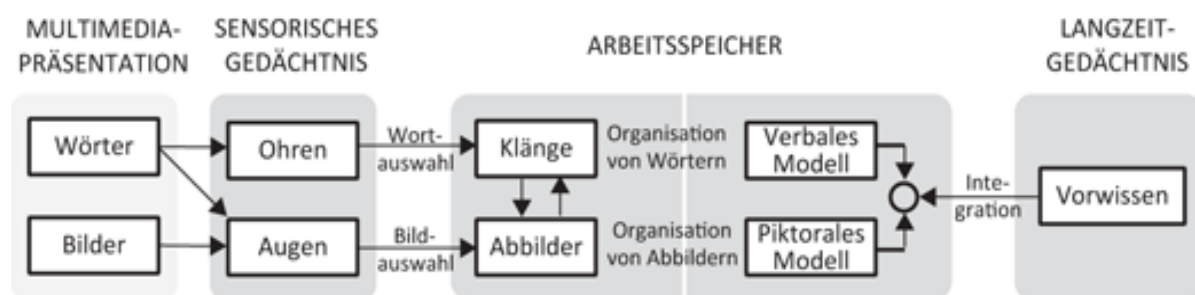 MULTIMEDIA-
PRÄSENTATION
SENSORISCHES
GEDÄCHTNIS
ARBEITSSPEICHER
LANGZEIT-
GEDÄCHTNIS
Wörter
Ohren
Wort-
auswahl
Klänge
Organisation
von Wörtern
Verbales
Modell
Inte-
gration
Vorwissen
Bilder
Augen
Bild-
auswahl
Abbilder
Organisation
von Abbildern
Piktorales
Modell